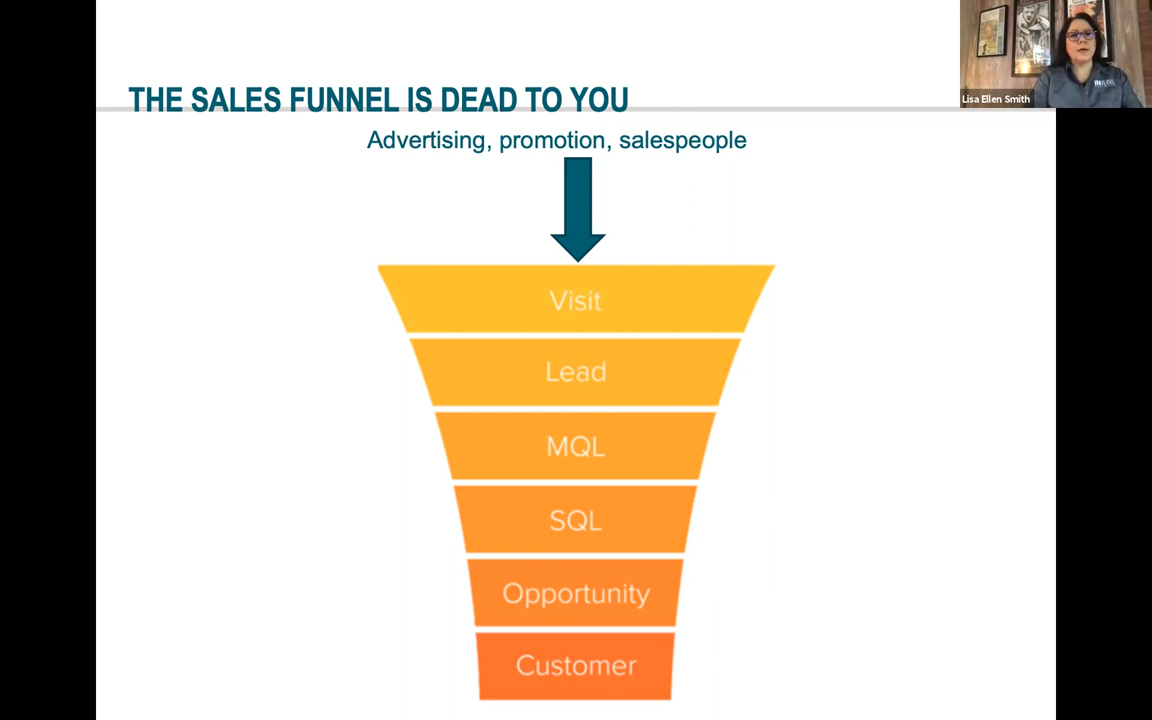 THE SALES FUNNEL IS DEAD TO YOU
Lisa Ellen Smith
Advertising, promotion, salespeople
Visit
Lead
MQL
SQL
Opportunity
Customer